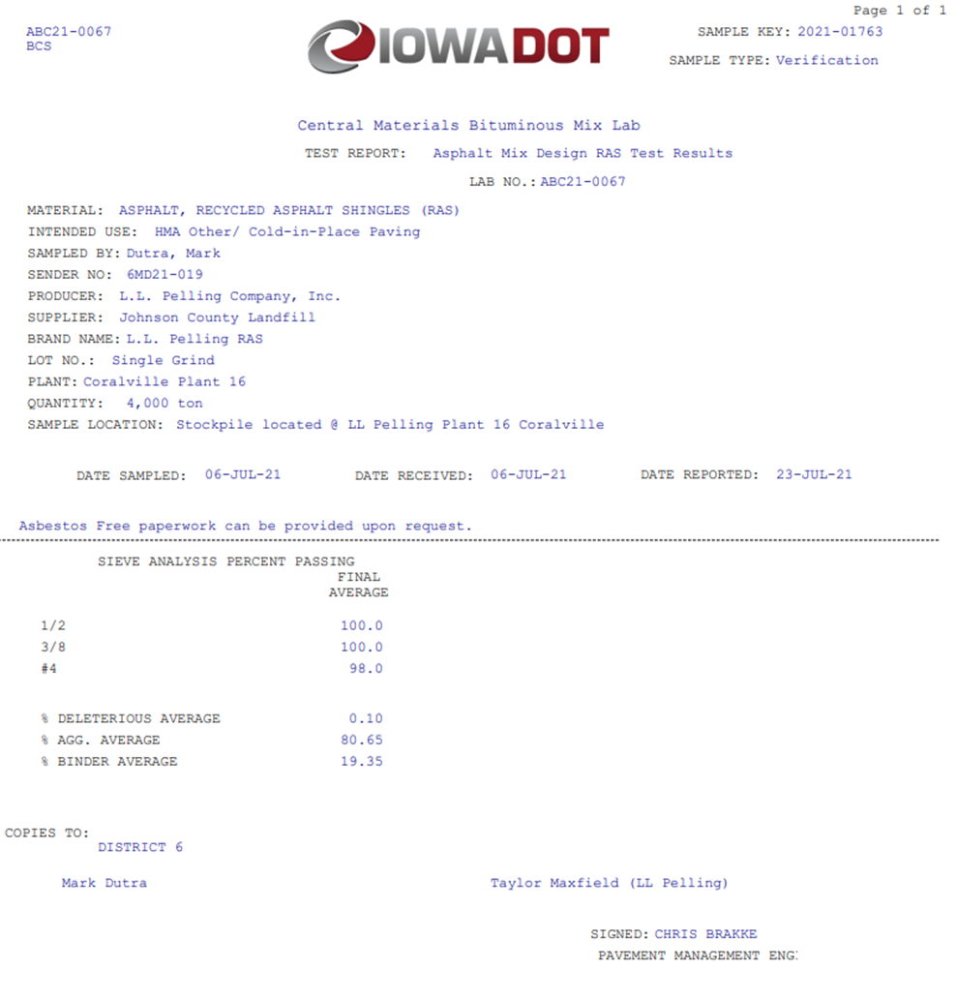 Page 1 of 1
ABC21-0067
BCS
IOWADOT
SAMPLE KEY: 2021-01763
SAMPLE TYPE: Verification
Central Materials Bituminous Mix Lab
TEST REPORT: Asphalt Mix Design RAS Test Results
LAB NO.: ABC21-0067
MATERIAL: ASPHALT, RECYCLED ASPHALT SHINGLES (RAS)
INTENDED USE: HMA Other/ Cold-in-Place Paving
SAMPLED BY: Dutra, Mark
SENDER NO: 6MD21-019
PRODUCER: L.L. Pelling Company, Inc.
SUPPLIER: Johnson County Landfill
BRAND NAME: L.L. Pelling RAS
LOT NO.: Single Grind
PLANT: Coralville Plant 16
QUANTITY: 4,000 ton
SAMPLE LOCATION: Stockpile located @ LL Pelling Plant 16 Coralville
DATE SAMPLED: 06-JUL-21 DATE RECEIVED: 06-JUL-21 DATE REPORTED: 23-JUL-21
Asbestos Free paperwork can be provided upon request.
SIEVE ANALYSIS PERCENT PASSING
FINAL
AVERAGE
1/2 100.0
3/8 100.0
#4 98.0
% DELETERIOUS AVERAGE 0.10
% AGG. AVERAGE 80.65
% BINDER AVERAGE 19.35
COPIES TO:
DISTRICT 6
Mark Dutra Taylor Maxfield (LL Pelling)
SIGNED: CHRIS BRAKKE
PAVEMENT MANAGEMENT ENG